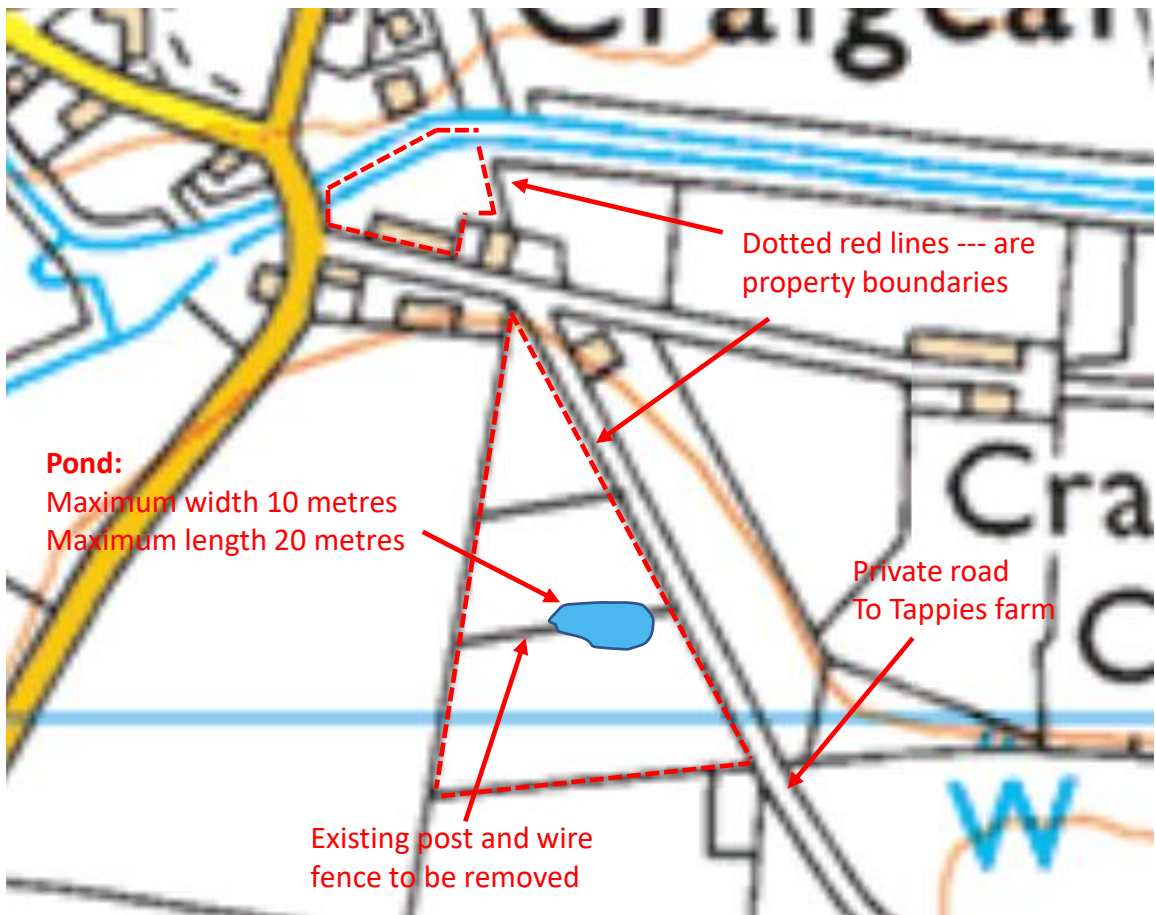 Dotted red lines --- are
property boundaries
Pond:
Maximum width 10 metres
Maximum length 20 metres
Cra
Private road
To Tappies farm
C
W
Existing post and wire
fence to be removed